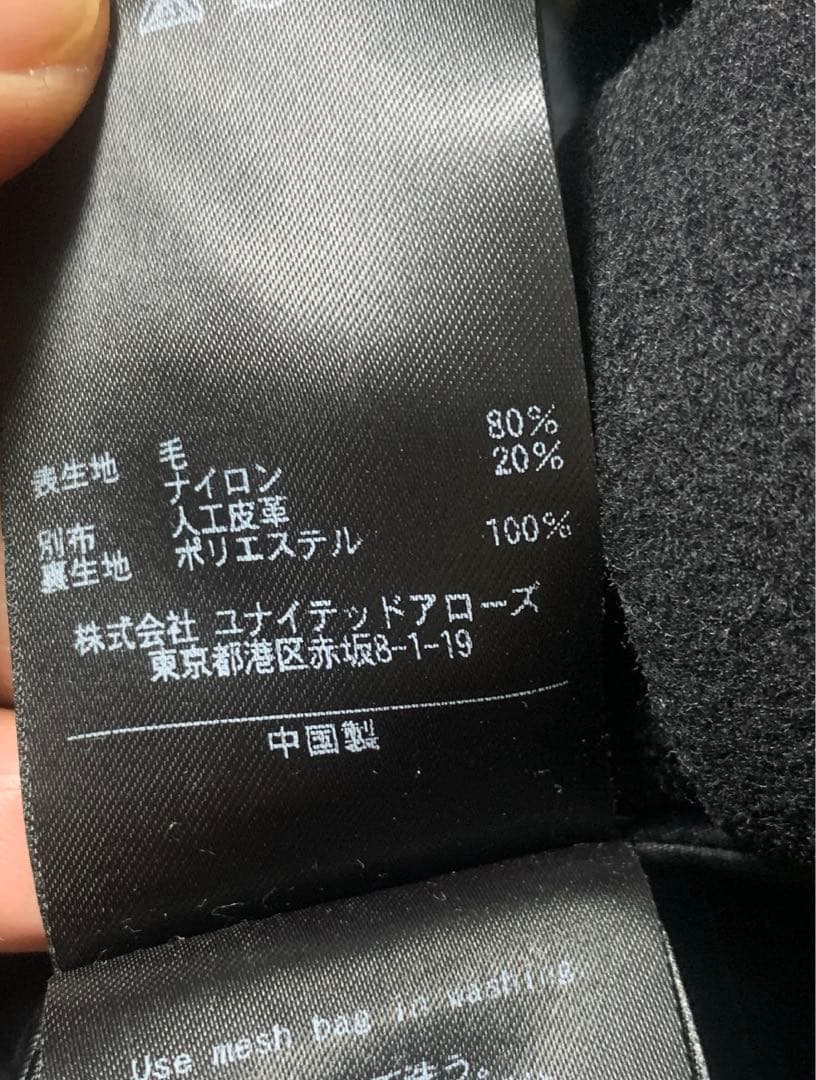 表生地 毛 80%
ナイロン 20%
別布 人工皮革
裏生地 ポリエステル 100%
株式会社 ユナイテッドアローズ
東京都港区赤坂8-1-19
中国製
Use mesh bag in washing